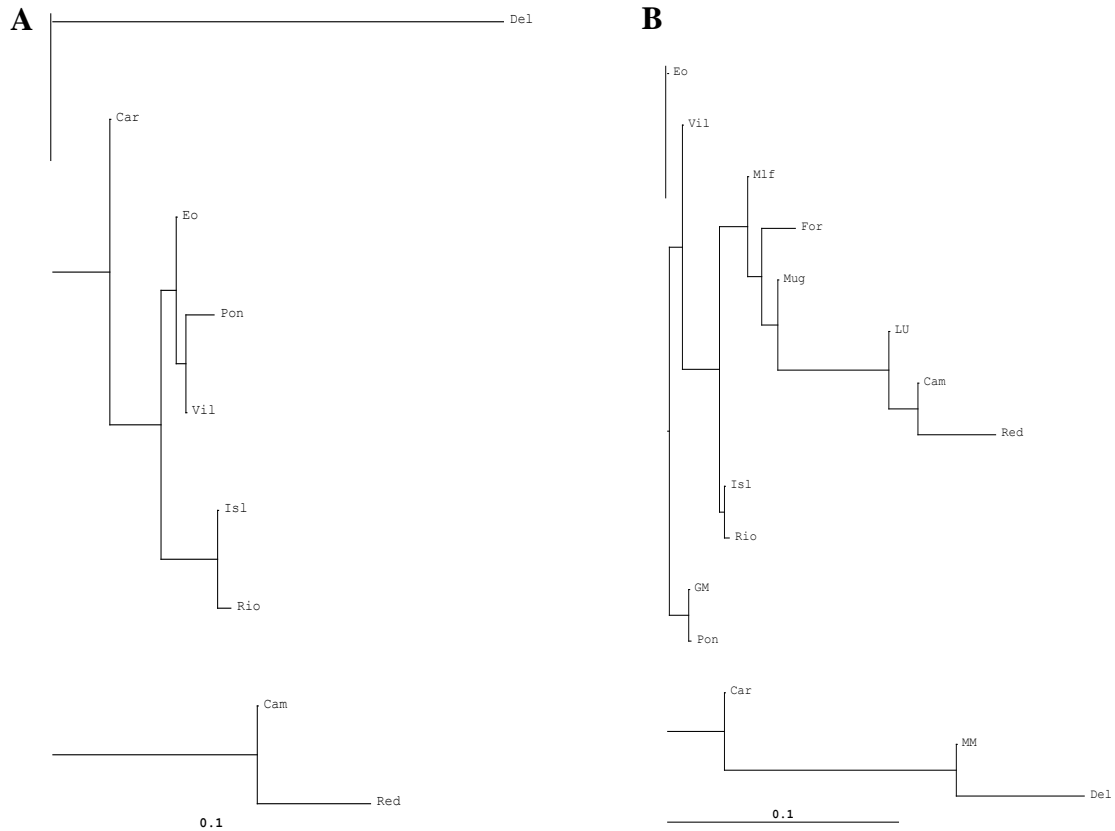 A
Del
Car
Eo
Pon
Vil
Isl
Rio
Cam
Red
0.1
B
Eo
Vil
Mlf
For
Mug
LU
Cam
Red
Isl
Rio
GM
Pon
Car
MM
Del
0.1